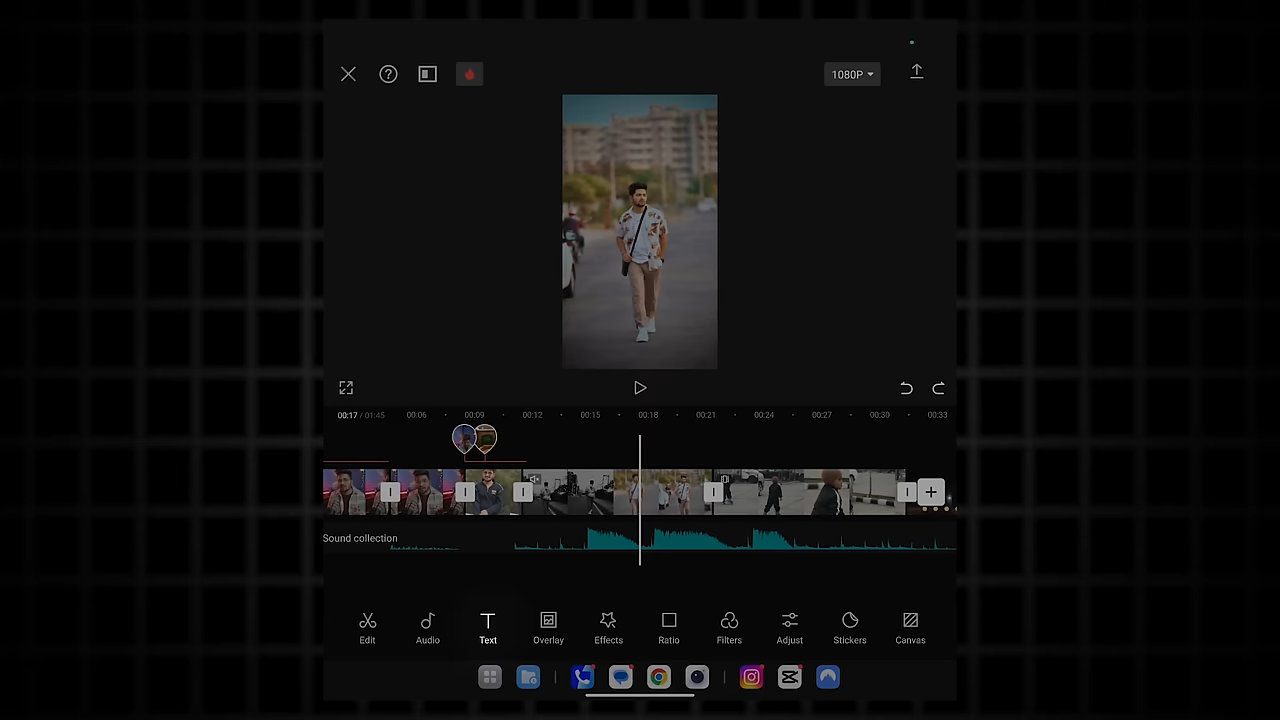 1080P
00:17 / 01:45 00:06 00:09 00:12 00:15 00:18 00:21 00:24 00:27 00:30 00:33
Sound collection
Edit Audio Text Overlay Effects Ratio Filters Adjust Stickers Canvas